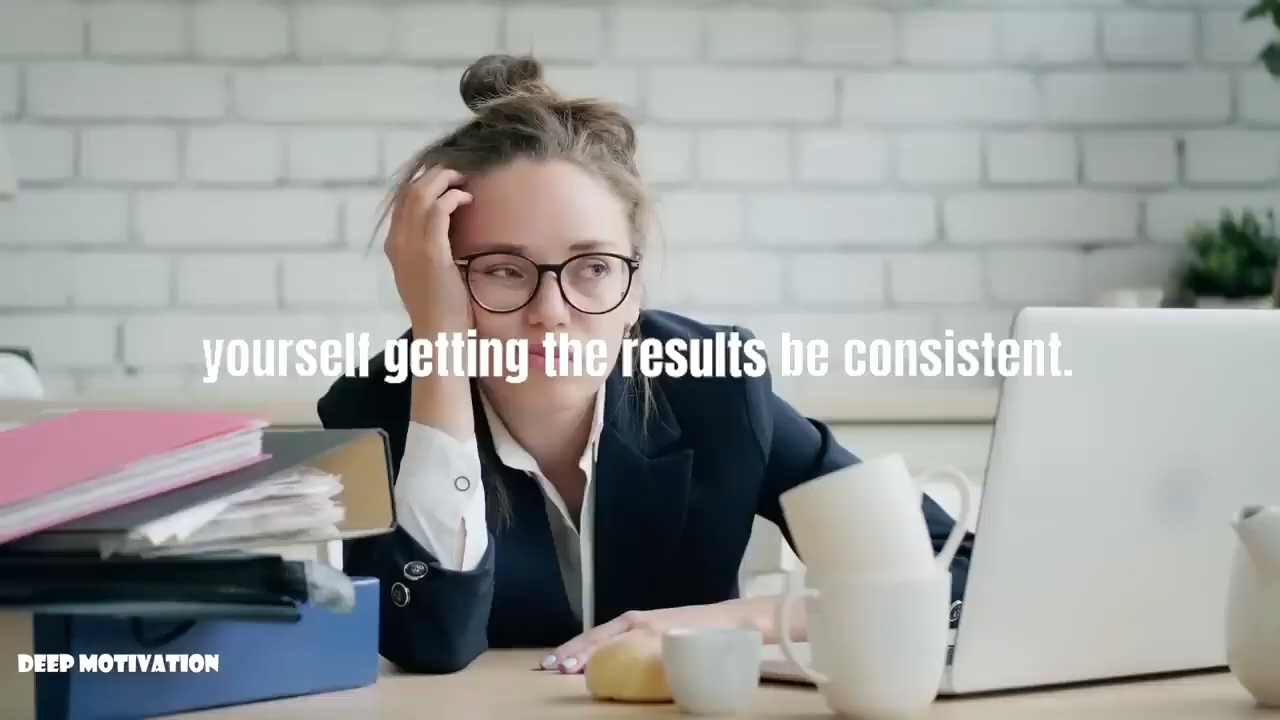 yourself getting the results be consistent.
DEEP MOTIVATION